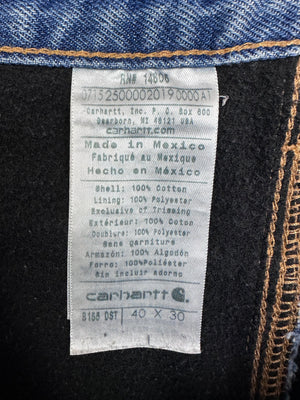 RN# 14806
0715250000201900000A1
Carhartt, Inc. P. O. Box 600
Dearborn, MI 48121 USA
carhartt.com
Made in Mexico
Fabriqué au Mexique
Hecho en México
Shell: 100% Cotton
Lining: 100% Polyester
Exclusive of Trimming
Extérieur: 100% Coton
Doublure: 100% Polyester
Sans garniture
Armazón: 100% Algodón
Forro: 100% Poliéster
Sin incluir adorno
carhartt
B155 DST 40 X 30